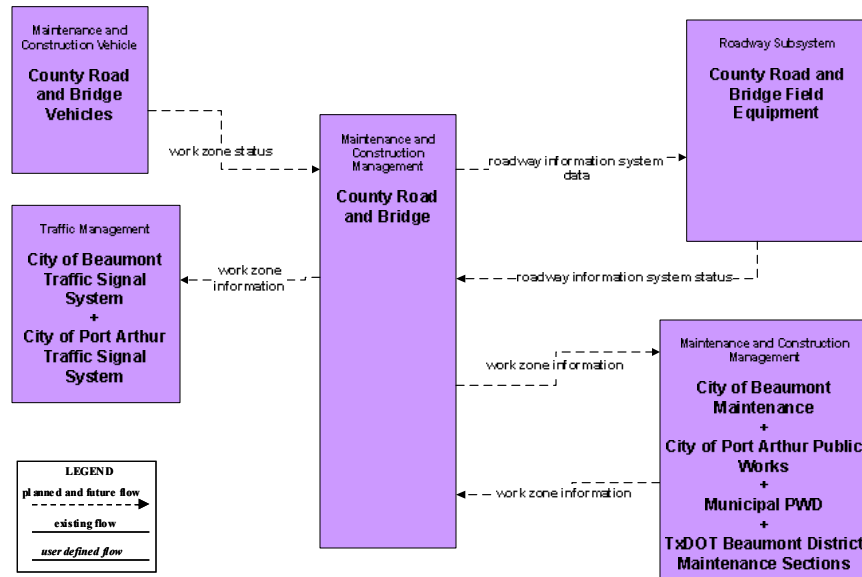 Maintenance and
Construction Vehicle
County Road
and Bridge
Vehicles
work zone status
Traffic Management
City of Beaumont
Traffic Signal
System
+
City of Port Arthur
Traffic Signal
System
work zone
information
Maintenance and
Construction
Management
County Road
and Bridge
roadway information system
data
Roadway Subsystem
County Road and
Bridge Field
Equipment
roadway information system status
work zone information
work zone information
Maintenance and Construction
Management
City of Beaumont
Maintenance
+
City of Port Arthur Public
Works
+
Municipal PWD
+
TxDOT Beaumont District
Maintenance Sections
LEGEND
planned and future flow
existing flow
user defined flow